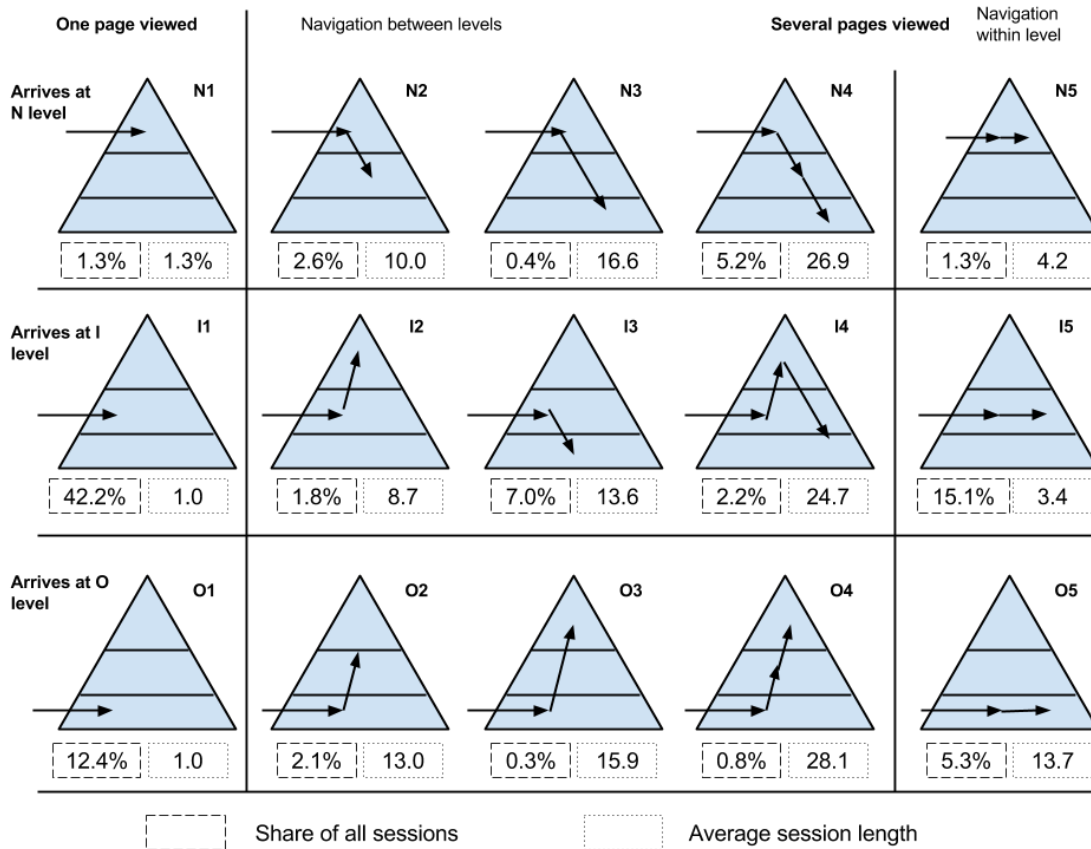 One page viewed
Navigation between levels
Several pages viewed
Navigation
within level
Arrives at
N level
N1
N2
N3
N4
N5
1.3% 1.3%
2.6% 10.0
0.4% 16.6
5.2% 26.9
1.3% 4.2
Arrives at I
level
I1
I2
I3
I4
I5
42.2% 1.0
1.8% 8.7
7.0% 13.6
2.2% 24.7
15.1% 3.4
Arrives at O
level
O1
O2
O3
O4
O5
12.4% 1.0
2.1% 13.0
0.3% 15.9
0.8% 28.1
5.3% 13.7
Share of all sessions
Average session length